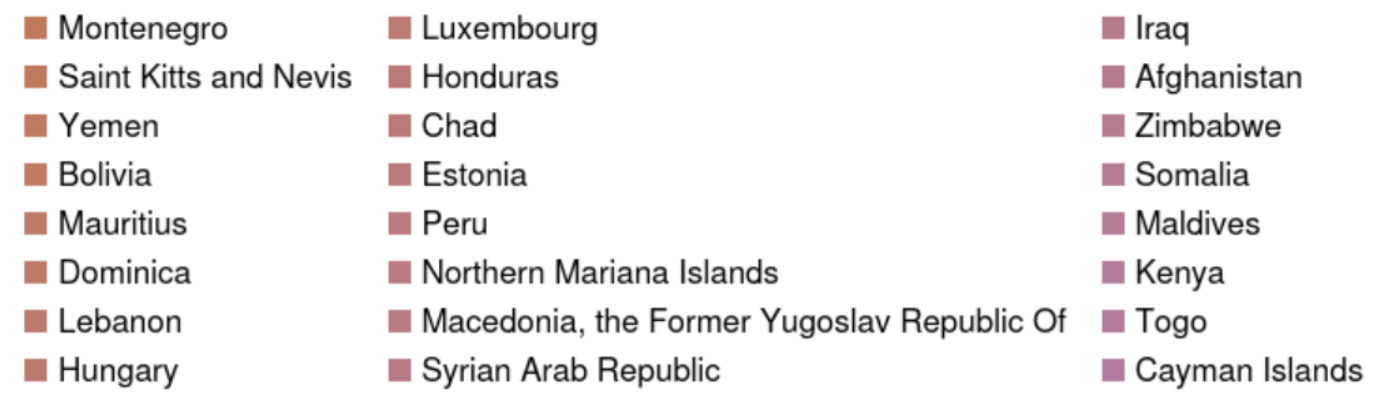 Montenegro
Saint Kitts and Nevis
Yemen
Bolivia
Mauritius
Dominica
Lebanon
Hungary
Luxembourg
Honduras
Chad
Estonia
Peru
Northern Mariana Islands
Macedonia, the Former Yugoslav Republic Of
Syrian Arab Republic
Iraq
Afghanistan
Zimbabwe
Somalia
Maldives
Kenya
Togo
Cayman Islands